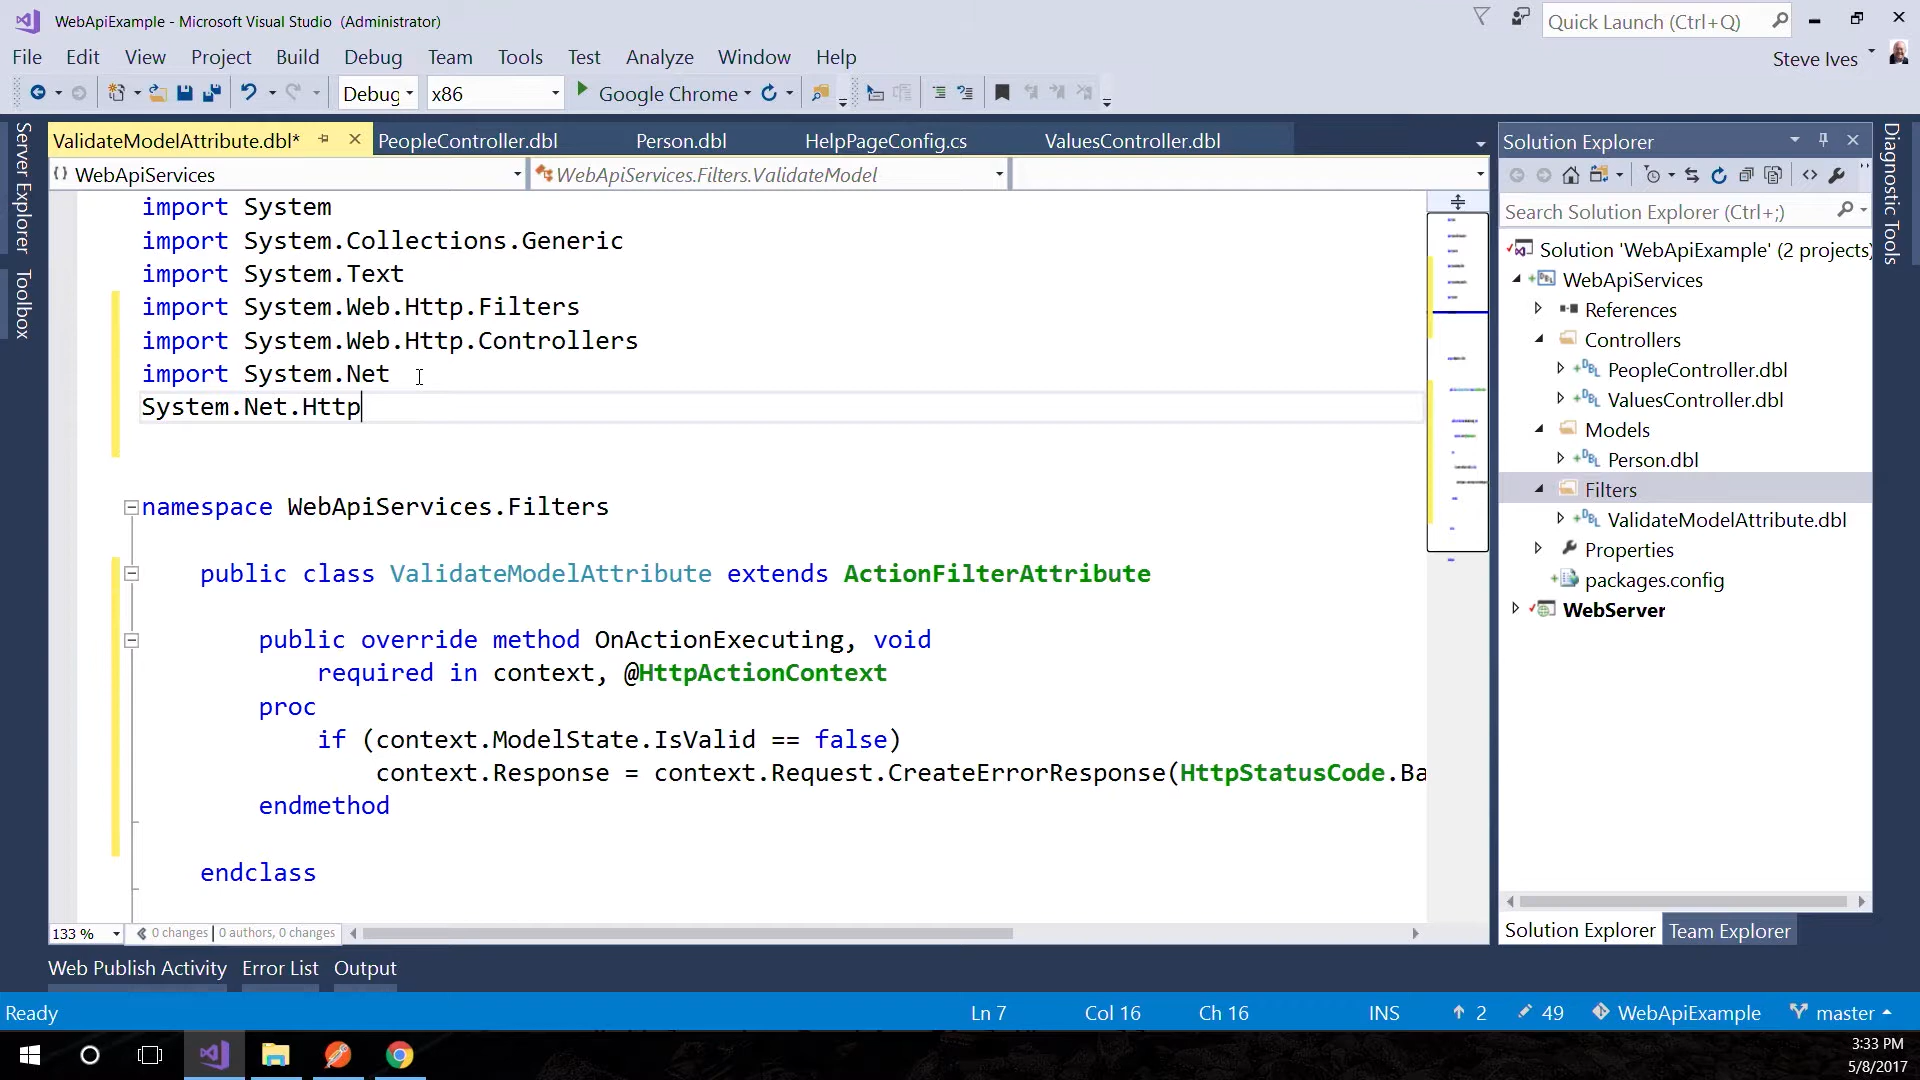 WebApiExample - Microsoft Visual Studio (Administrator)
Quick Launch (Ctrl+Q)
File Edit View Project Build Debug Team Tools Test Analyze Window Help
Steve Ives
Debug x86 Google Chrome
ValidateModelAttribute.dbl* PeopleController.dbl Person.dbl HelpPageConfig.cs ValuesController.dbl
WebApiServices WebApiServices.Filters.ValidateModel
Server Explorer
Toolbox
import System
import System.Collections.Generic
import System.Text
import System.Web.Http.Filters
import System.Web.Http.Controllers
import System.Net
System.Net.Http
namespace WebApiServices.Filters
public class ValidateModelAttribute extends ActionFilterAttribute
public override method OnActionExecuting, void
required in context, @HttpActionContext
proc
if (context.ModelState.IsValid == false)
context.Response = context.Request.CreateErrorResponse(HttpStatusCode.Ba
endmethod
endclass
133 % 0 changes | 0 authors, 0 changes
Solution Explorer
Search Solution Explorer (Ctrl+;)
Solution 'WebApiExample' (2 projects)
WebApiServices
References
Controllers
PeopleController.dbl
ValuesController.dbl
Models
Person.dbl
Filters
ValidateModelAttribute.dbl
Properties
packages.config
WebServer
Solution Explorer Team Explorer
Diagnostic Tools
Web Publish Activity Error List Output
Ready Ln 7 Col 16 Ch 16 INS 2 49 WebApiExample master
3:33 PM
5/8/2017